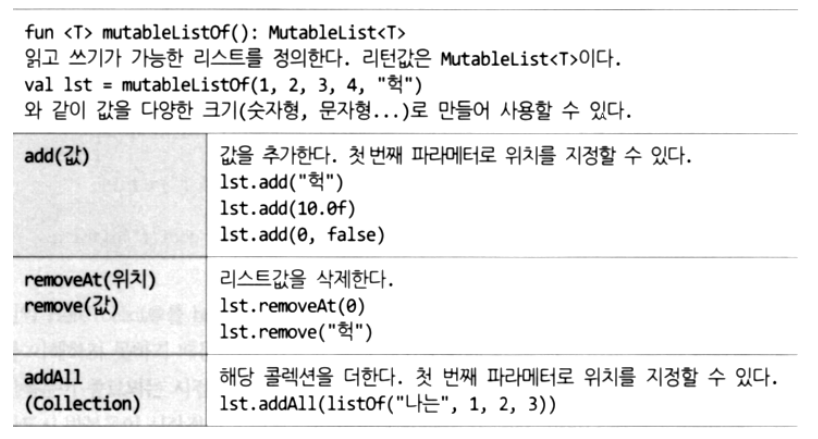 fun <T> mutableListOf(): MutableList<T>
읽고 쓰기가 가능한 리스트를 정의한다. 리턴값은 MutableList<T>이다.
val lst = mutableListOf(1, 2, 3, 4, "헉")
와 같이 값을 다양한 크기(숫자형, 문자형...)로 만들어 사용할 수 있다.
add(값)
값을 추가한다. 첫 번째 파라메터로 위치를 지정할 수 있다.
lst.add("헉")
lst.add(10.0f)
lst.add(0, false)
removeAt(위치)
remove(값)
리스트값을 삭제한다.
lst.removeAt(0)
lst.remove("헉")
addAll
(Collection)
해당 콜렉션을 더한다. 첫 번째 파라메터로 위치를 지정할 수 있다.
lst.addAll(listOf("나는", 1, 2, 3))